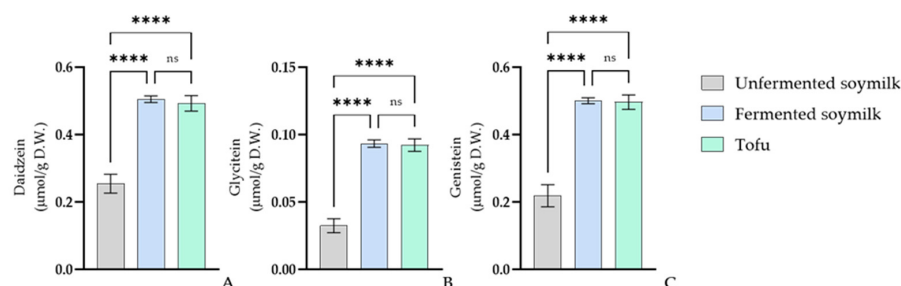 ****
**** ns
0.6
0.4
0.2
0.0
Daidzein
(µmol/g D.W.)
A
****
**** ns
0.15
0.10
0.05
0.00
Glycitein
(µmol/g D.W.)
B
****
**** ns
0.6
0.4
0.2
0.0
Genistein
(µmol/g D.W.)
C
Unfermented soymilk
Fermented soymilk
Tofu